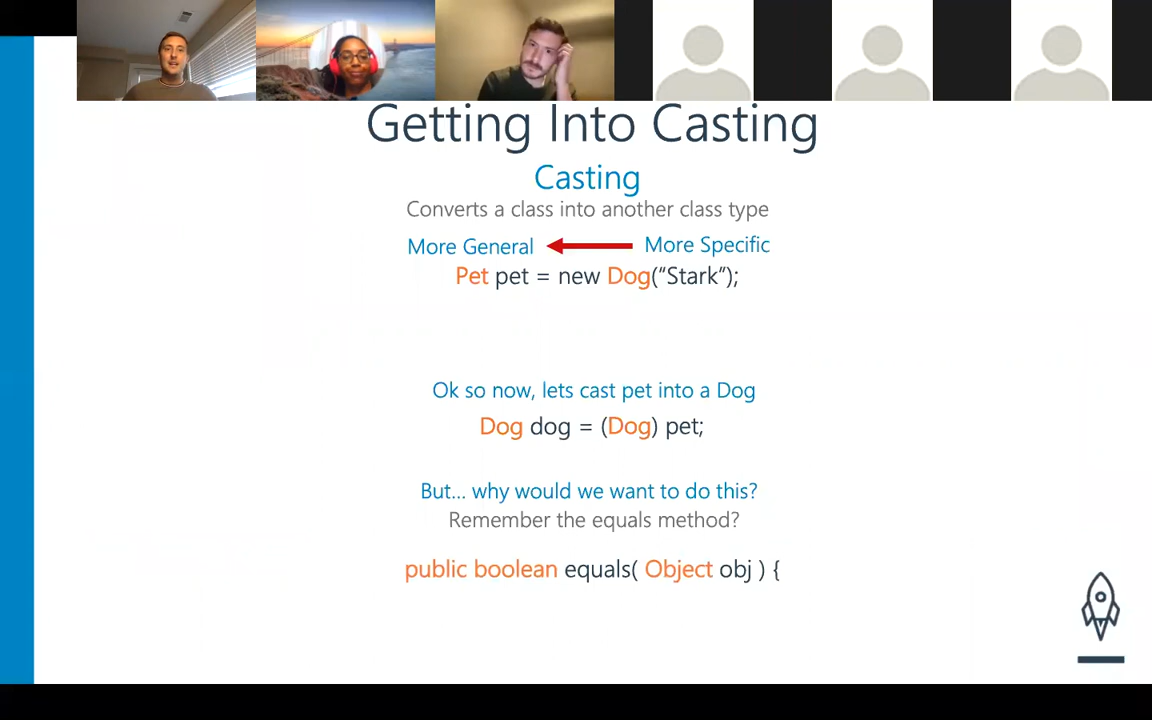 Getting Into Casting
Casting
Converts a class into another class type
More General More Specific
Pet pet = new Dog(“Stark”);
Ok so now, lets cast pet into a Dog
Dog dog = (Dog) pet;
But... why would we want to do this?
Remember the equals method?
public boolean equals( Object obj ) {